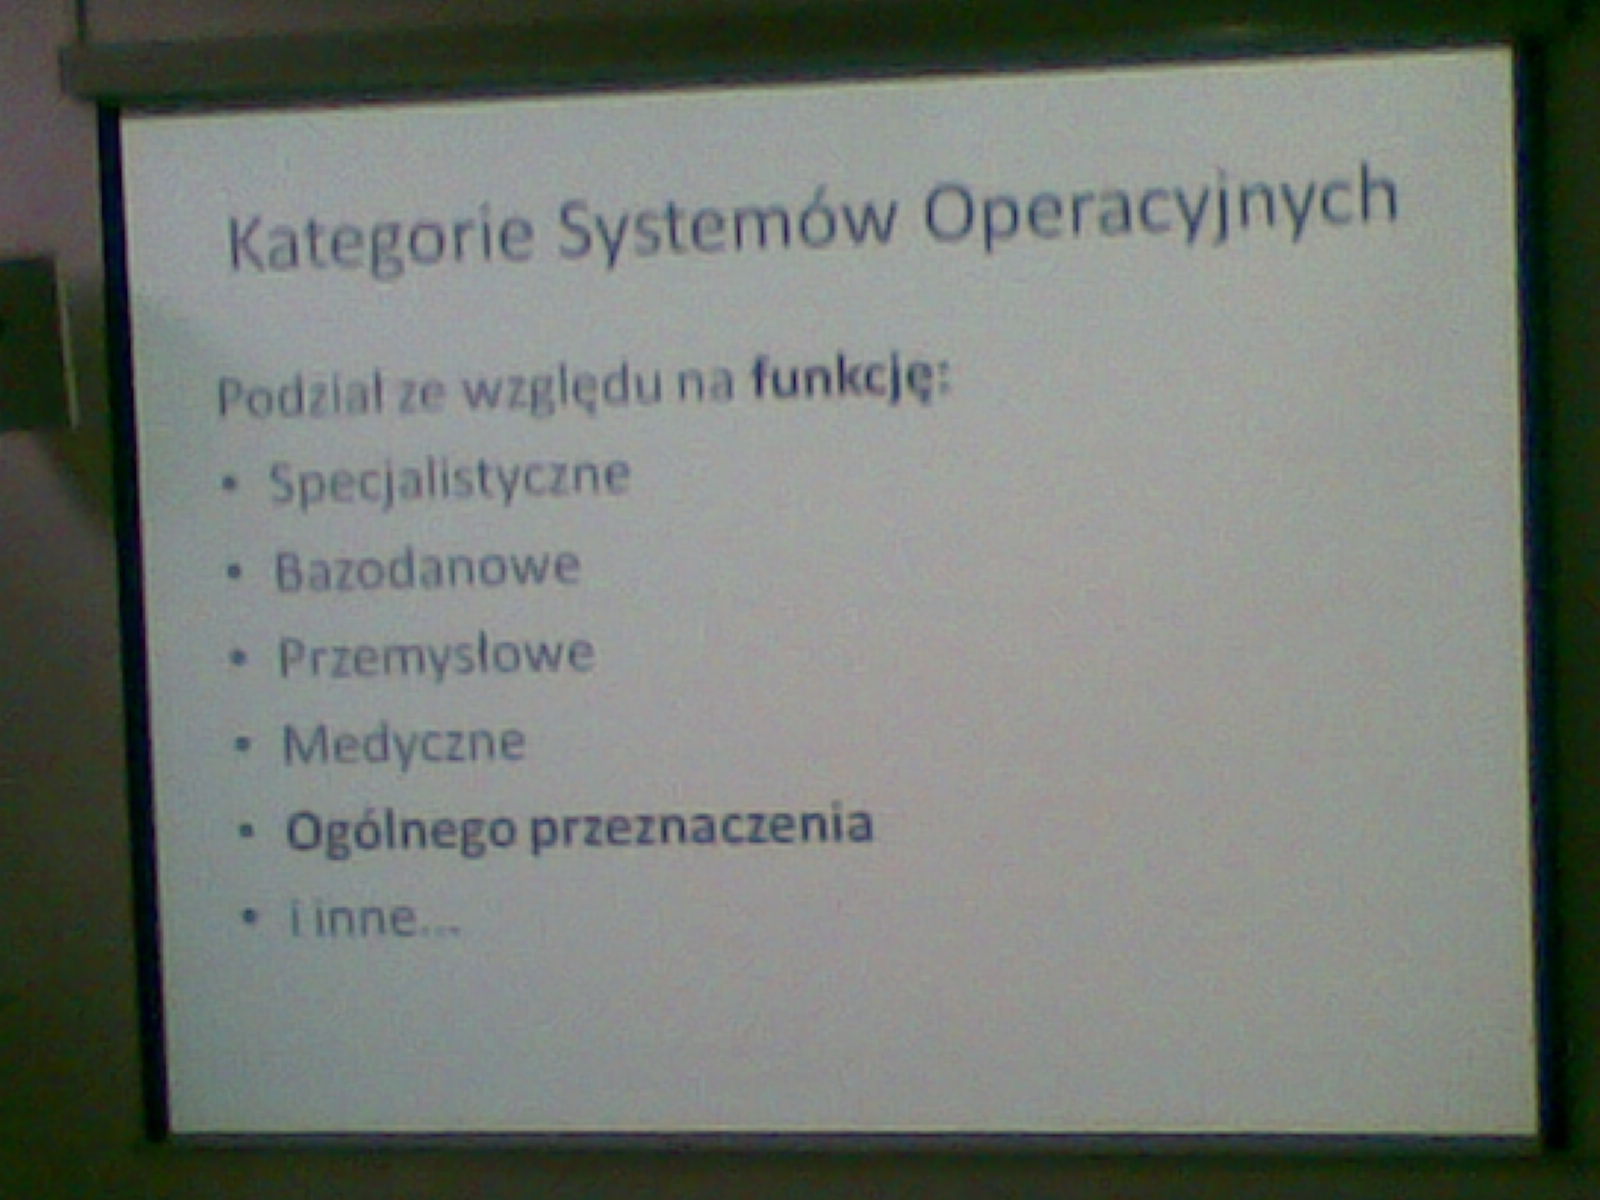 Kategorie Systemów Operacyjnych
Podział ze względu na funkcję:
• Specjalistyczne
• Bazodanowe
• Przemysłowe
• Medyczne
• Ogólnego przeznaczenia
• i inne...